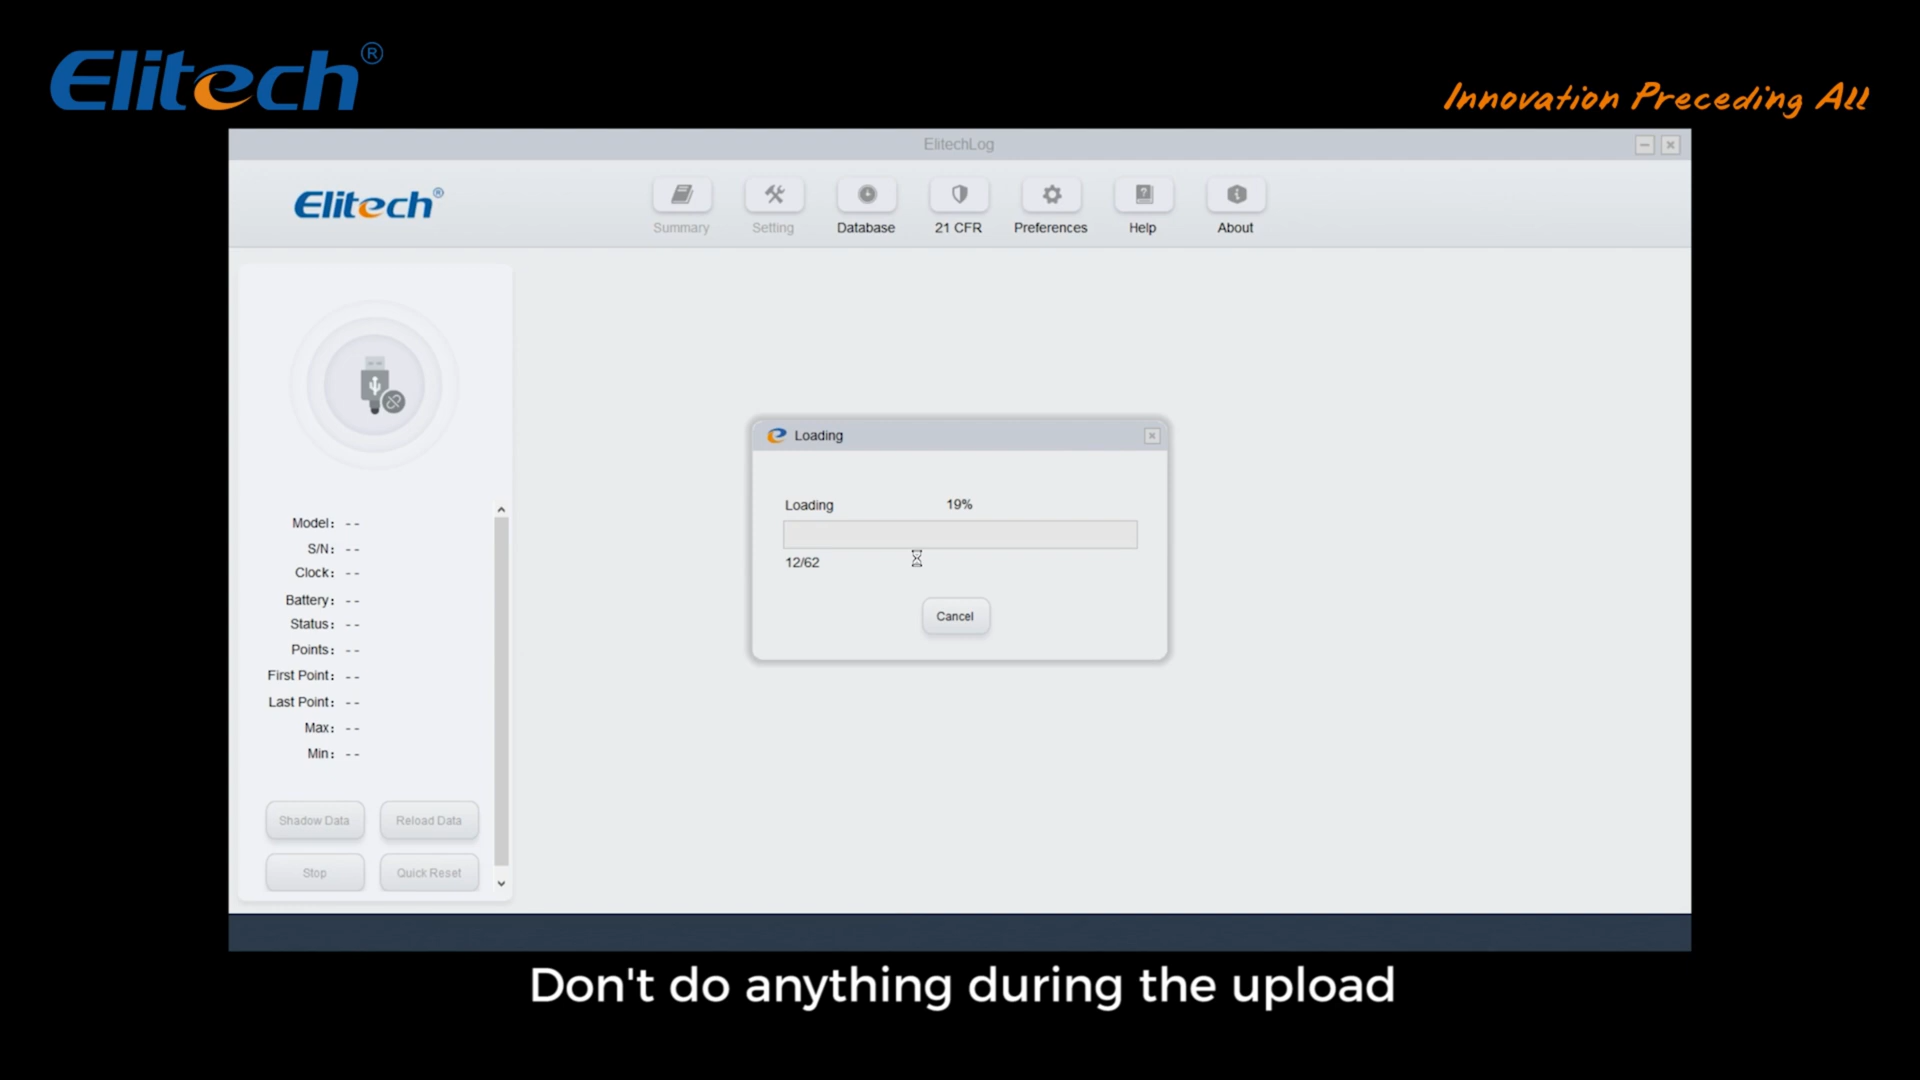 Elitech®
Innovation Preceding All
ElitechLog
Elitech®
Summary
Setting
Database
21 CFR
Preferences
Help
About
Loading
Loading 19%
12/62
Cancel
Model: --
S/N: --
Clock: --
Battery: --
Status: --
Points: --
First Point: --
Last Point: --
Max: --
Min: --
Shadow Data
Reload Data
Stop
Quick Reset
Don't do anything during the upload